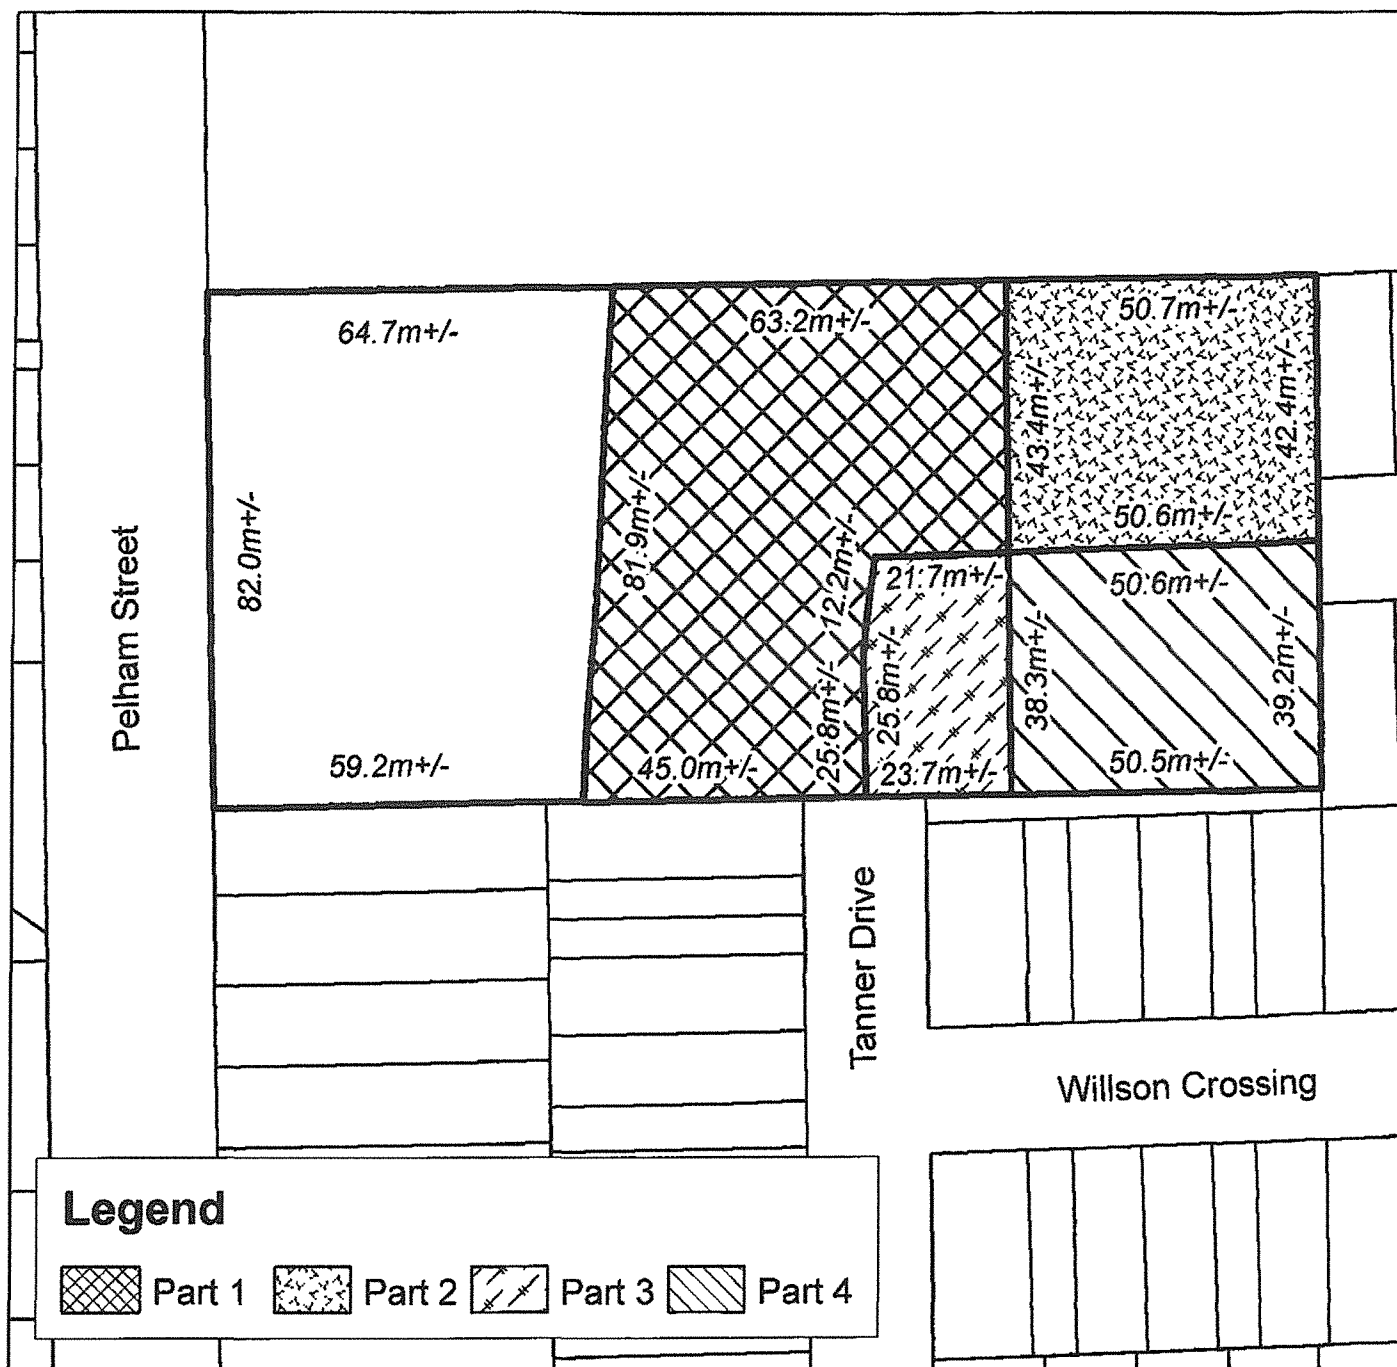 64.7m+/-
63.2m+/-
50.7m+/-
43.4m+/-
42.4m+/-
82.0m+/-
81.9m+/-
12.2m+/-
50.6m+/-
Pelham Street
21.7m+/-
50.6m+/-
25.8m+/-
25.8m+/-
38.3m+/-
39.2m+/-
59.2m+/-
45.0m+/-
23.7m+/-
50.5m+/-
Tanner Drive
Willson Crossing
Legend
Part 1 Part 2 Part 3 Part 4